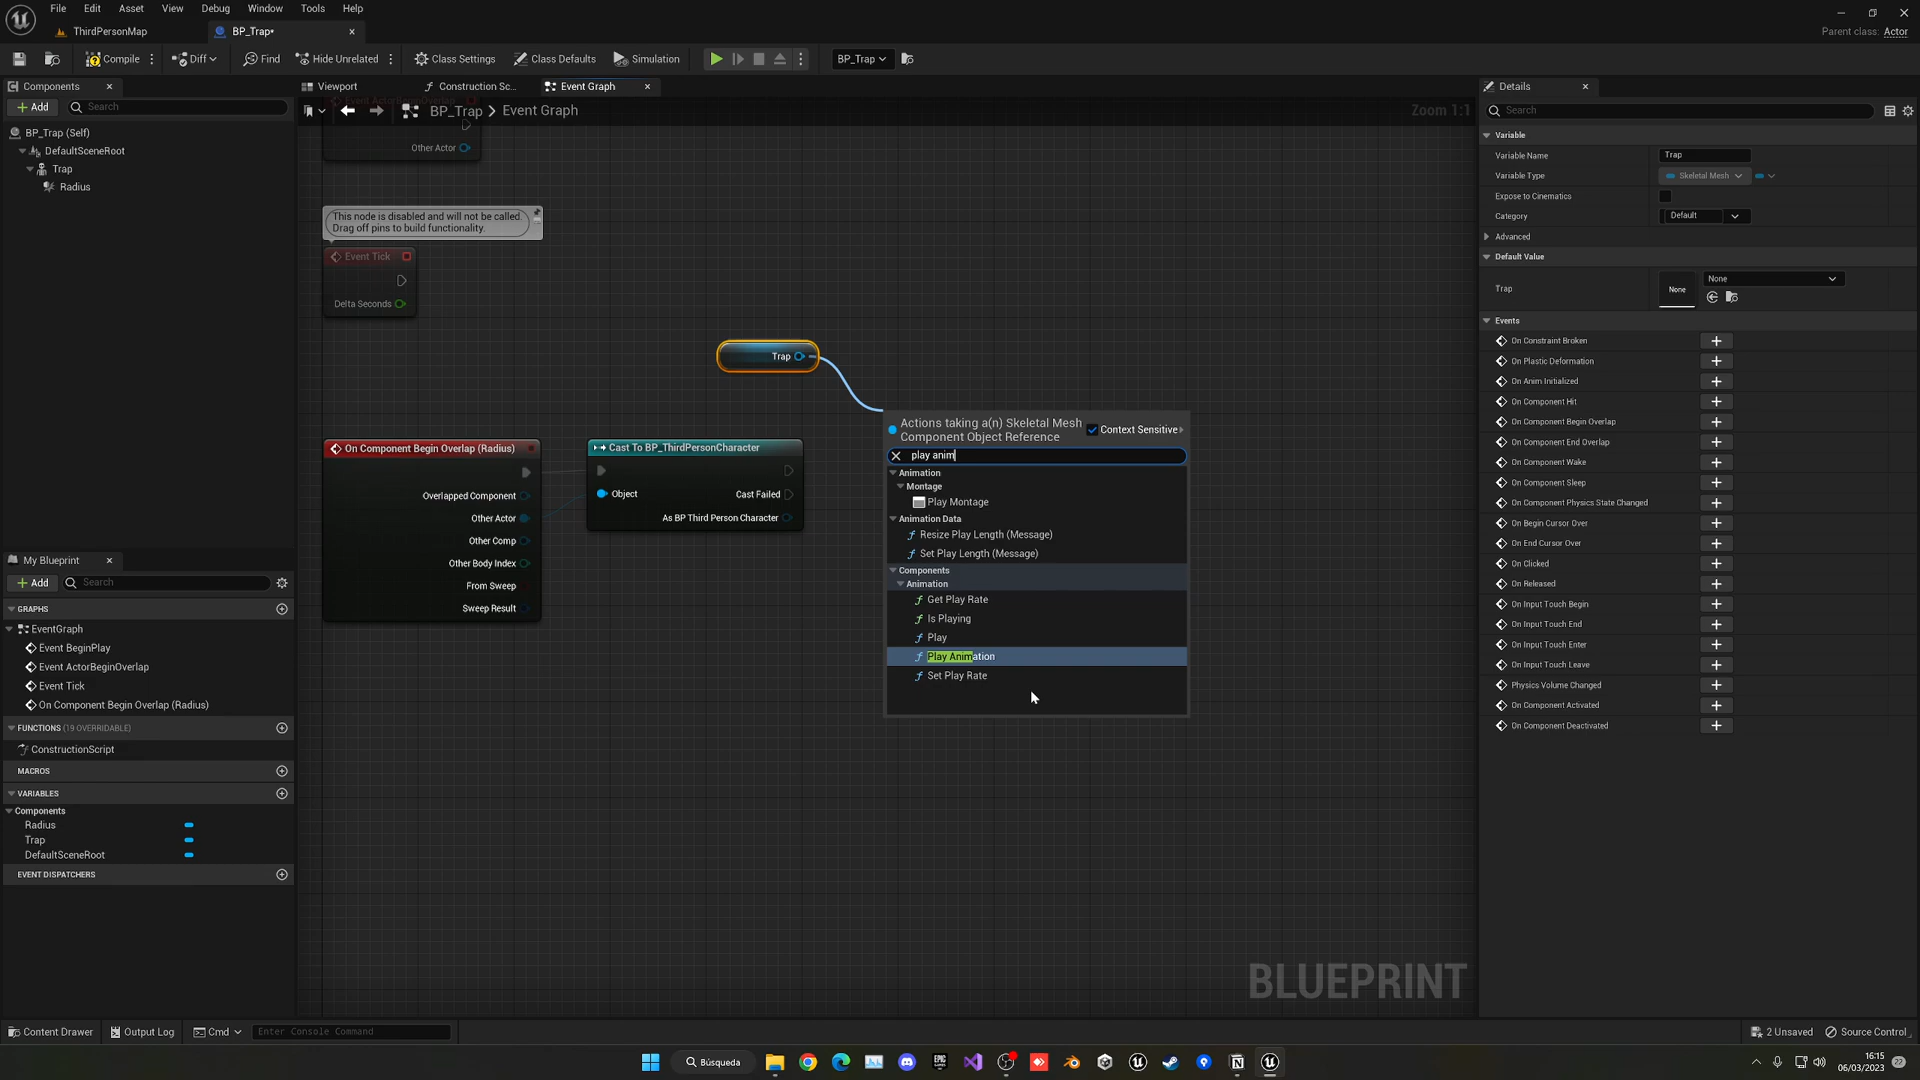 File Edit Asset View Debug Window Tools Help
ThirdPersonMap
BP_Trap*
Parent class: Actor
Compile
Diff
Find
Hide Unrelated
Class Settings
Class Defaults
Simulation
BP_Trap
Components
Add
Search
BP_Trap (Self)
DefaultSceneRoot
Trap
Radius
Viewport
Construction Sc...
Event Graph
BP_Trap > Event Graph
Zoom 1:1
Other Actor
This node is disabled and will not be called.
Drag off pins to build functionality.
Event Tick
Delta Seconds
Trap
On Component Begin Overlap (Radius)
Overlapped Component
Other Actor
Other Comp
Other Body Index
From Sweep
Sweep Result
Cast To BP_ThirdPersonCharacter
Object
Cast Failed
As BP Third Person Character
Actions taking a(n) Skeletal Mesh
Component Object Reference
Context Sensitive
play anim
Animation
Montage
Play Montage
Animation Data
Resize Play Length (Message)
Set Play Length (Message)
Components
Animation
Get Play Rate
Is Playing
Play
Play Animation
Set Play Rate
BLUEPRINT
My Blueprint
Add
Search
GRAPHS
EventGraph
Event BeginPlay
Event ActorBeginOverlap
Event Tick
On Component Begin Overlap (Radius)
FUNCTIONS (19 OVERRIDABLE)
ConstructionScript
MACROS
VARIABLES
Components
Radius
Trap
DefaultSceneRoot
EVENT DISPATCHERS
Details
Search
Variable
Variable Name
Trap
Variable Type
Skeletal Mesh
Expose to Cinematics
Category
Default
Advanced
Default Value
Trap
None
None
Events
On Constraint Broken
On Plastic Deformation
On Anim Initialized
On Component Hit
On Component Begin Overlap
On Component End Overlap
On Component Wake
On Component Sleep
On Component Physics State Changed
On Begin Cursor Over
On End Cursor Over
On Clicked
On Released
On Input Touch Begin
On Input Touch End
On Input Touch Enter
On Input Touch Leave
Physics Volume Changed
On Component Activated
On Component Deactivated
Content Drawer
Output Log
Cmd
Enter Console Command
2 Unsaved
Source Control
Búsqueda
16:15
06/03/2023